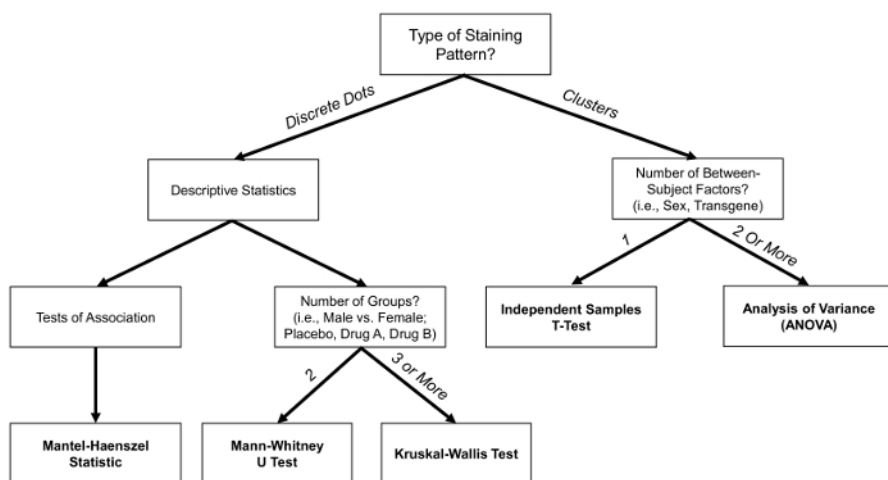 Type of Staining
Pattern?
Discrete Dots
Clusters
Descriptive Statistics
Number of Between-
Subject Factors?
(i.e., Sex, Transgene)
1
2 Or More
Tests of Association
Number of Groups?
(i.e., Male vs. Female;
Placebo, Drug A, Drug B)
Independent Samples
T-Test
Analysis of Variance
(ANOVA)
2
3 or More
Mantel-Haenszel
Statistic
Mann-Whitney
U Test
Kruskal-Wallis Test